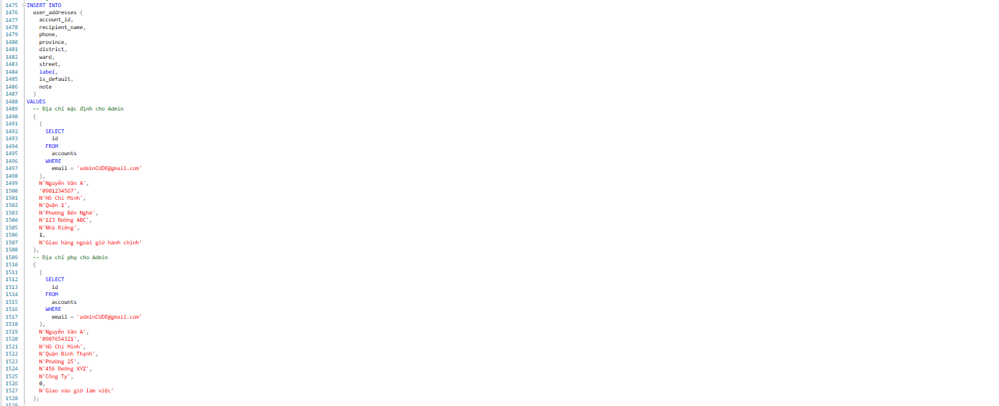 1475 INSERT INTO
1476 user_addresses (
1477 account_id,
1478 recipient_name,
1479 phone,
1480 province,
1481 district,
1482 ward,
1483 street,
1484 label,
1485 is_default,
1486 note
1487 )
1488 VALUES
1489 -- Địa chỉ mặc định cho Admin
1490 (
1491 (
1492 SELECT
1493 id
1494 FROM
1495 accounts
1496 WHERE
1497 email = 'adminCUDE@gmail.com'
1498 ),
1499 N'Nguyễn Văn A',
1500 '0901234567',
1501 N'Hồ Chí Minh',
1502 N'Quận 1',
1503 N'Phường Bến Nghé',
1504 N'123 Đường ABC',
1505 N'Nhà Riêng',
1506 1,
1507 N'Giao hàng ngoài giờ hành chính'
1508 ),
1509 -- Địa chỉ phụ cho Admin
1510 (
1511 (
1512 SELECT
1513 id
1514 FROM
1515 accounts
1516 WHERE
1517 email = 'adminCUDE@gmail.com'
1518 ),
1519 N'Nguyễn Văn A',
1520 '0907654321',
1521 N'Hồ Chí Minh',
1522 N'Quận Bình Thạnh',
1523 N'Phường 25',
1524 N'456 Đường XYZ',
1525 N'Công Ty',
1526 0,
1527 N'Giao vào giờ làm việc'
1528 );
1529